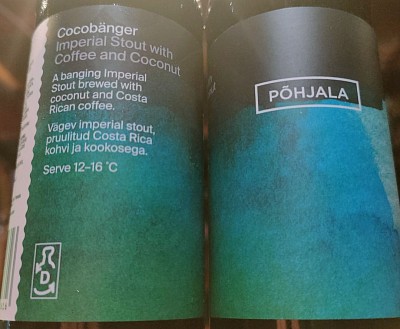 Cocobänger
Imperial Stout with
Coffee and Coconut
A banging Imperial
Stout brewed with
coconut and Costa
Rican coffee.
Vägev imperial stout,
pruulitud Costa Rica
kohvi ja kookosega.
Serve 12–16 °C
D
PÕHJALA